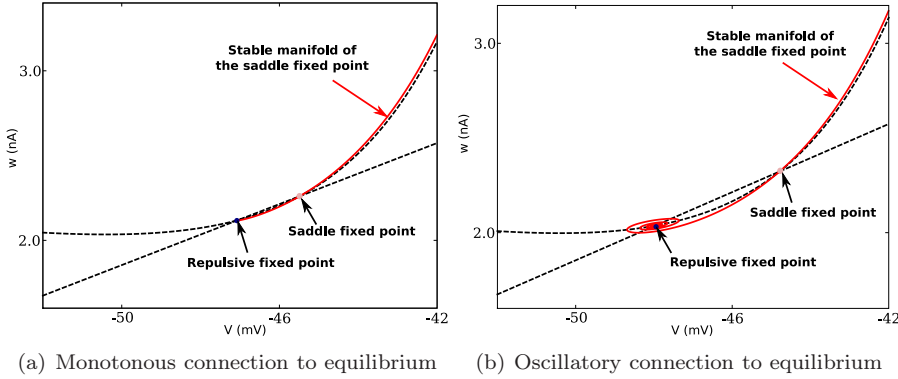 Stable manifold of
the saddle fixed point
3.0
w (nA)
2.0
Saddle fixed point
Repulsive fixed point
-50
-46
-42
V (mV)
(a) Monotonous connection to equilibrium
Stable manifold of
the saddle fixed point
3.0
w (nA)
2.0
Saddle fixed point
Repulsive fixed point
-50
-46
-42
V (mV)
(b) Oscillatory connection to equilibrium